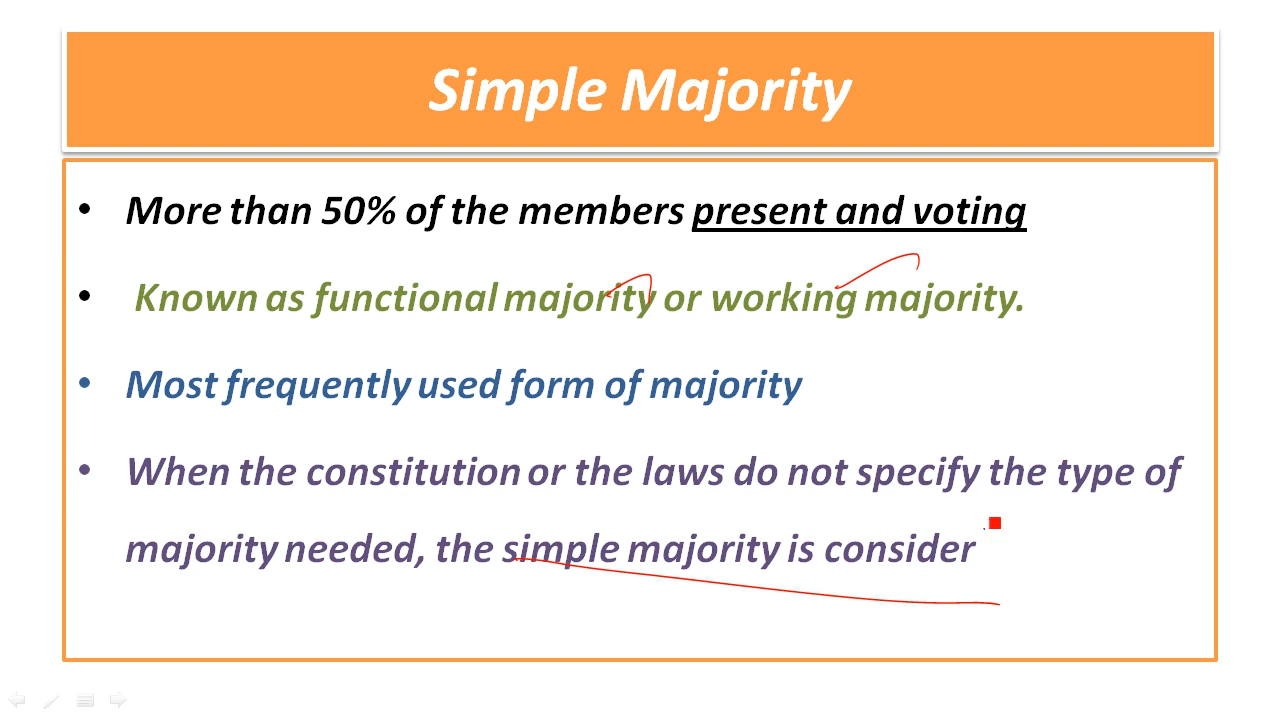 Simple Majority
• More than 50% of the members present and voting
• Known as functional majority or working majority.
• Most frequently used form of majority
• When the constitution or the laws do not specify the type of
majority needed, the simple majority is consider